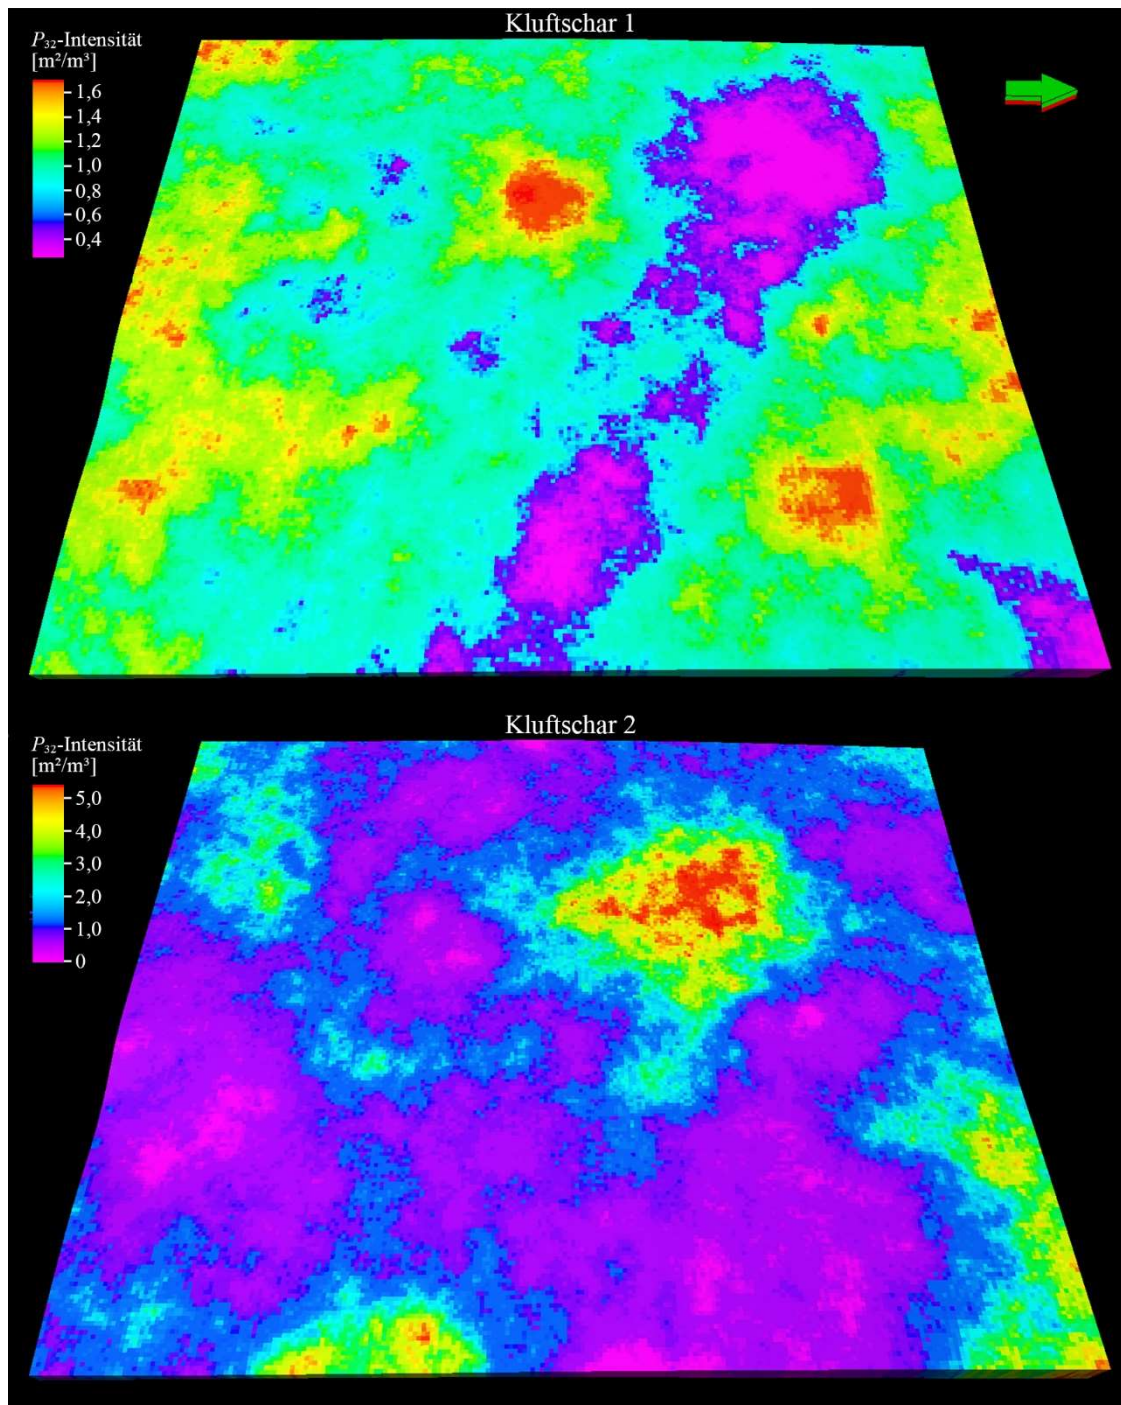 Kluftschar 1
P₃₂-Intensität
[m²/m³]
1,6
1,4
1,2
1,0
0,8
0,6
0,4
Kluftschar 2
P₃₂-Intensität
[m²/m³]
5,0
4,0
3,0
2,0
1,0
0